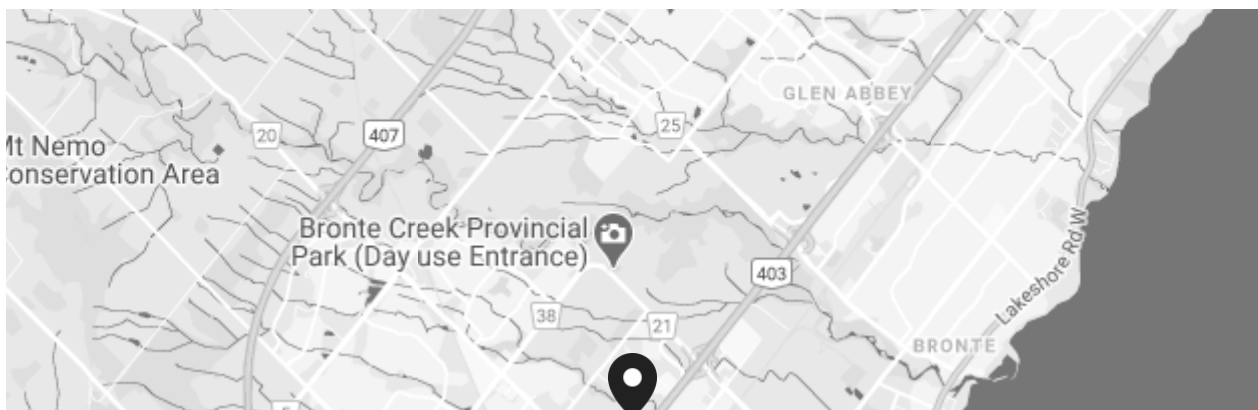 GLEN ABBEY
25
20
407
Mt Nemo
Conservation Area
Bronte Creek Provincial
Park (Day use Entrance)
403
Lakeshore Rd W
38
21
BRONTE